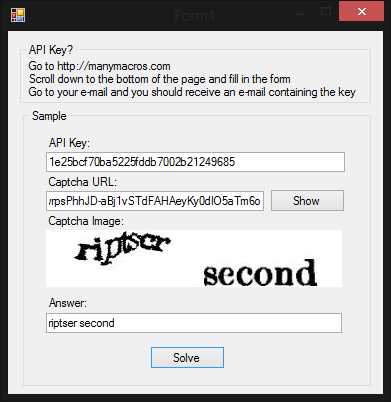 Form1
API Key?
Go to http://manymacros.com
Scroll down to the bottom of the page and fill in the form
Go to your e-mail and you should receive an e-mail containing the key
Sample
API Key:
1e25bcf70ba5225fddb7002b21249685
Captcha URL:
Show
Captcha Image:
riptser second
Answer:
riptser second
Solve